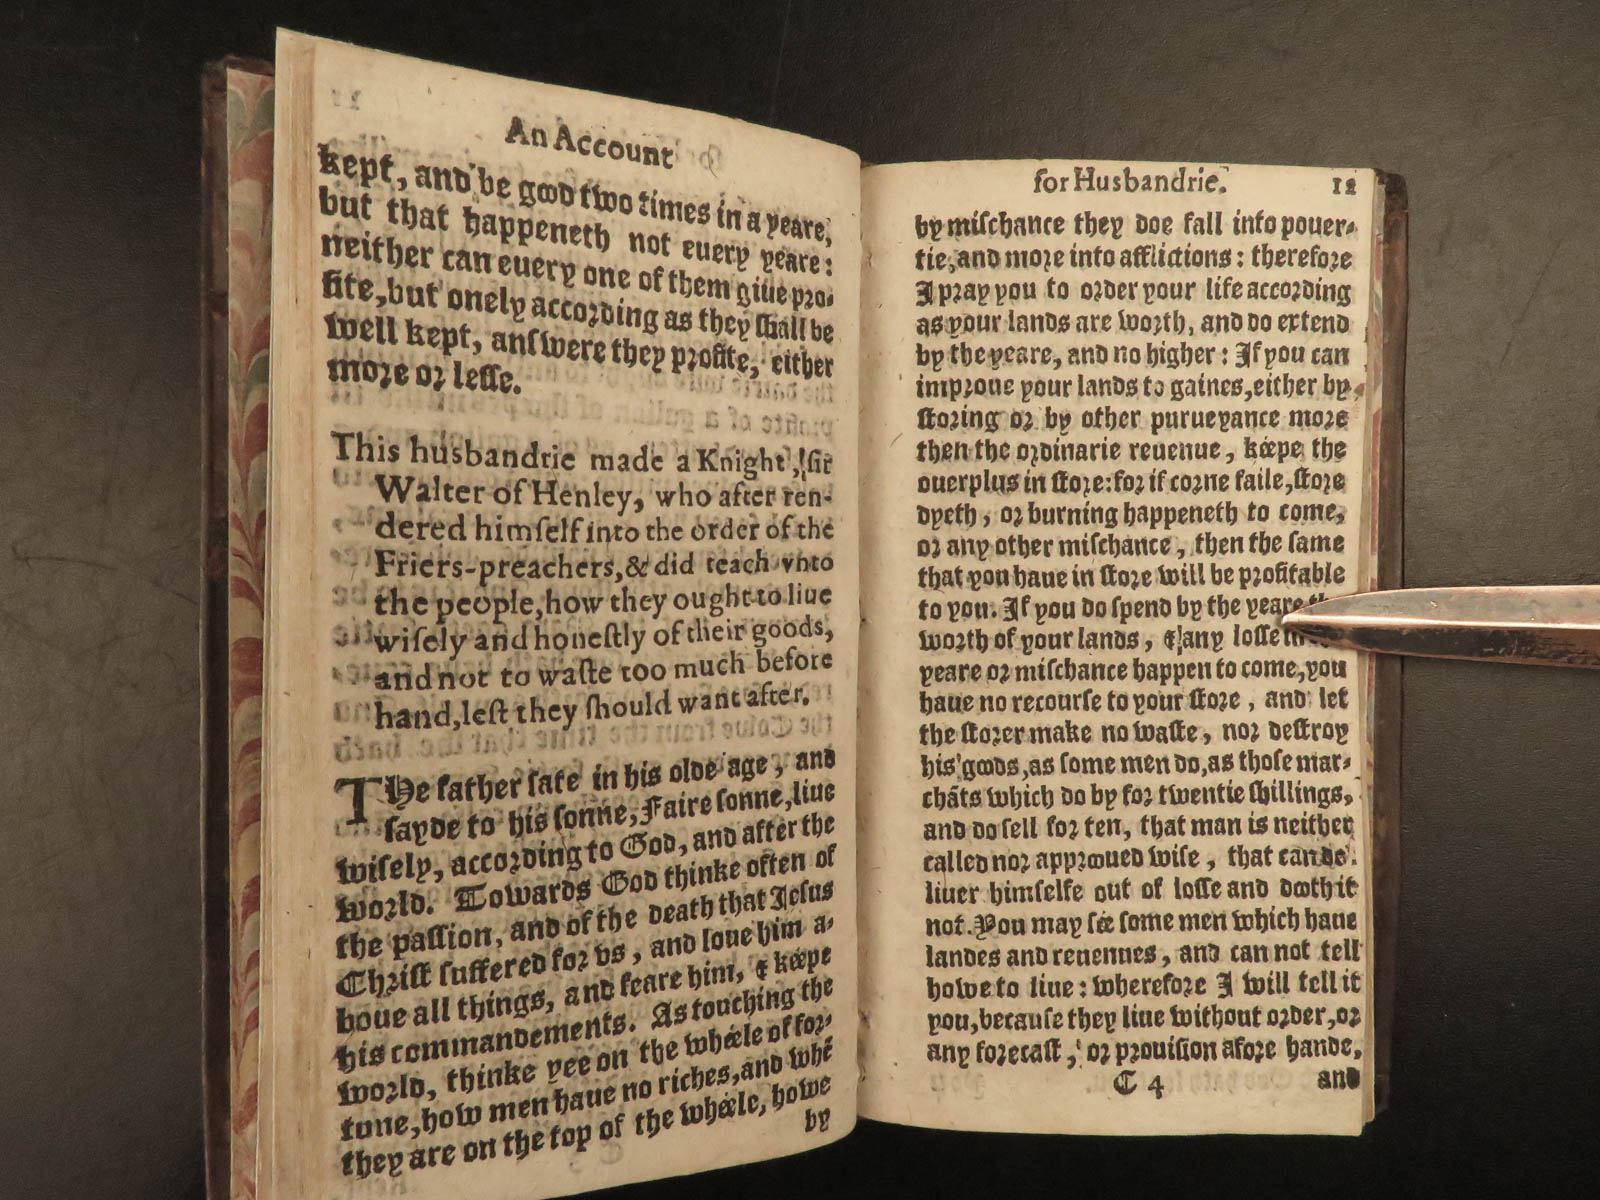 An Account
kept, and be good two times in a yeare,
but that happeneth not euery yeare:
neither can euery one of them giue pro-
fite, but onely according as they ſhall be
well kept, anſwere they profite, either
more or leſſe.
This husbandrie made a Knight, ſir
Walter of Henley, who after ren-
dered himſelf into the order of the
Friers-preachers, & did teach vnto
the people, how they ought to liue
wiſely and honeſtly of their goods,
and not to waſte too much before
hand, leſt they should want after.
THe father ſate in his olde age, and
ſayde to his ſonne, Faire ſonne, liue
wiſely, according to God, and after the
world. Towards God thinke often of
the paſſion, and of the death that Jeſus
Chriſt ſuffered for vs, and loue him a-
boue all things, and feare him, & kéepe
his commandements. As touching the
world, thinke yee on the whéele of for-
tune, how men haue no riches, and whē
they are on the top of the whéele, howe
by
for Husbandrie. 12
by miſchance they doe fall into pouer-
tie, and more into afflictions: therefore
I pray you to order your life according
as your lands are worth, and do extend
by the yeare, and no higher: If you can
improue your lands to gaines, either by
ſtoring or by other purueyance more
then the ordinarie reuenue, kéepe the
ouerplus in ſtore: for if corne faile, ſtore
dyeth, or burning happeneth to come,
or any other miſchance, then the ſame
that you haue in ſtore will be profitable
to you. If you do ſpend by the yeare
worth of your lands, & any loſſe
yeare or miſchance happen to come, you
haue no recourſe to your ſtore, and let
the ſtorer make no waſte, nor deſtroy
his goods, as ſome men do, as thoſe mar-
chāts which do by for twentie ſhillings,
and do ſell for ten, that man is neither
called nor approoued wiſe, that can de-
liuer himſelfe out of loſſe and dooth it
not. You may ſée ſome men which haue
landes and reuenues, and can not tell
howe to liue: wherefore I will tell it
you, becauſe they liue without order, or
any forecaſt, or prouiſion afore hande,
C 4 and